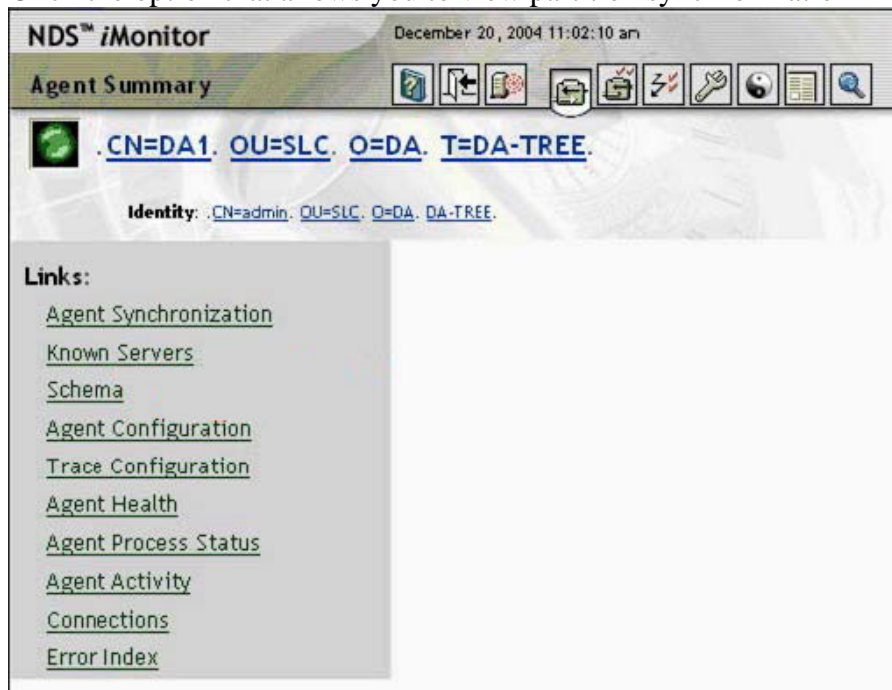 NDS™ iMonitor
December 20, 2004 11:02:10 am
Agent Summary
.CN=DA1. OU=SLC. O=DA. T=DA-TREE.
Identity: .CN=admin. OU=SLC. O=DA. DA-TREE.
Links:
Agent Synchronization
Known Servers
Schema
Agent Configuration
Trace Configuration
Agent Health
Agent Process Status
Agent Activity
Connections
Error Index